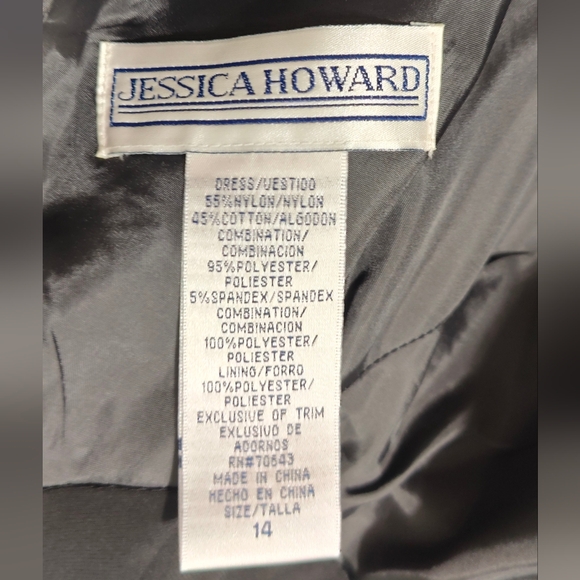 JESSICA HOWARD
DRESS/VESTIDO
55%NYLON/NYLON
45%COTTON/ALGODON
COMBINATION/
COMBINACION
95%POLYESTER/
POLIESTER
5%SPANDEX/SPANDEX
COMBINATION/
COMBINACION
100%POLYESTER/
POLIESTER
LINING/FORRO
100%POLYESTER/
POLIESTER
EXCLUSIVE OF TRIM
EXLUSIVO DE
ADORNOS
RN#70643
MADE IN CHINA
HECHO EN CHINA
SIZE/TALLA
14